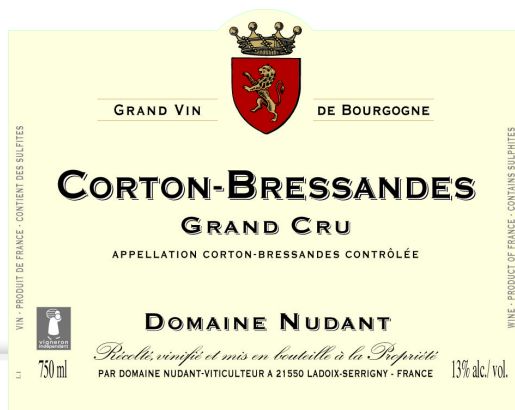 GRAND VIN DE BOURGOGNE
CORTON-BRESSANDES
GRAND CRU
APPELLATION CORTON-BRESSANDES CONTRÔLÉE
VIN - PRODUIT DE FRANCE - CONTIENT DES SULFITES
WINE - PRODUCT OF FRANCE - CONTAINS SULPHITES
DOMAINE NUDANT
vigneron
indépendant
Récolté, vinifié et mis en bouteille à la Propriété
L1 750 ml PAR DOMAINE NUDANT-VITICULTEUR A 21550 LADOIX-SERRIGNY - FRANCE 13% alc./ vol.